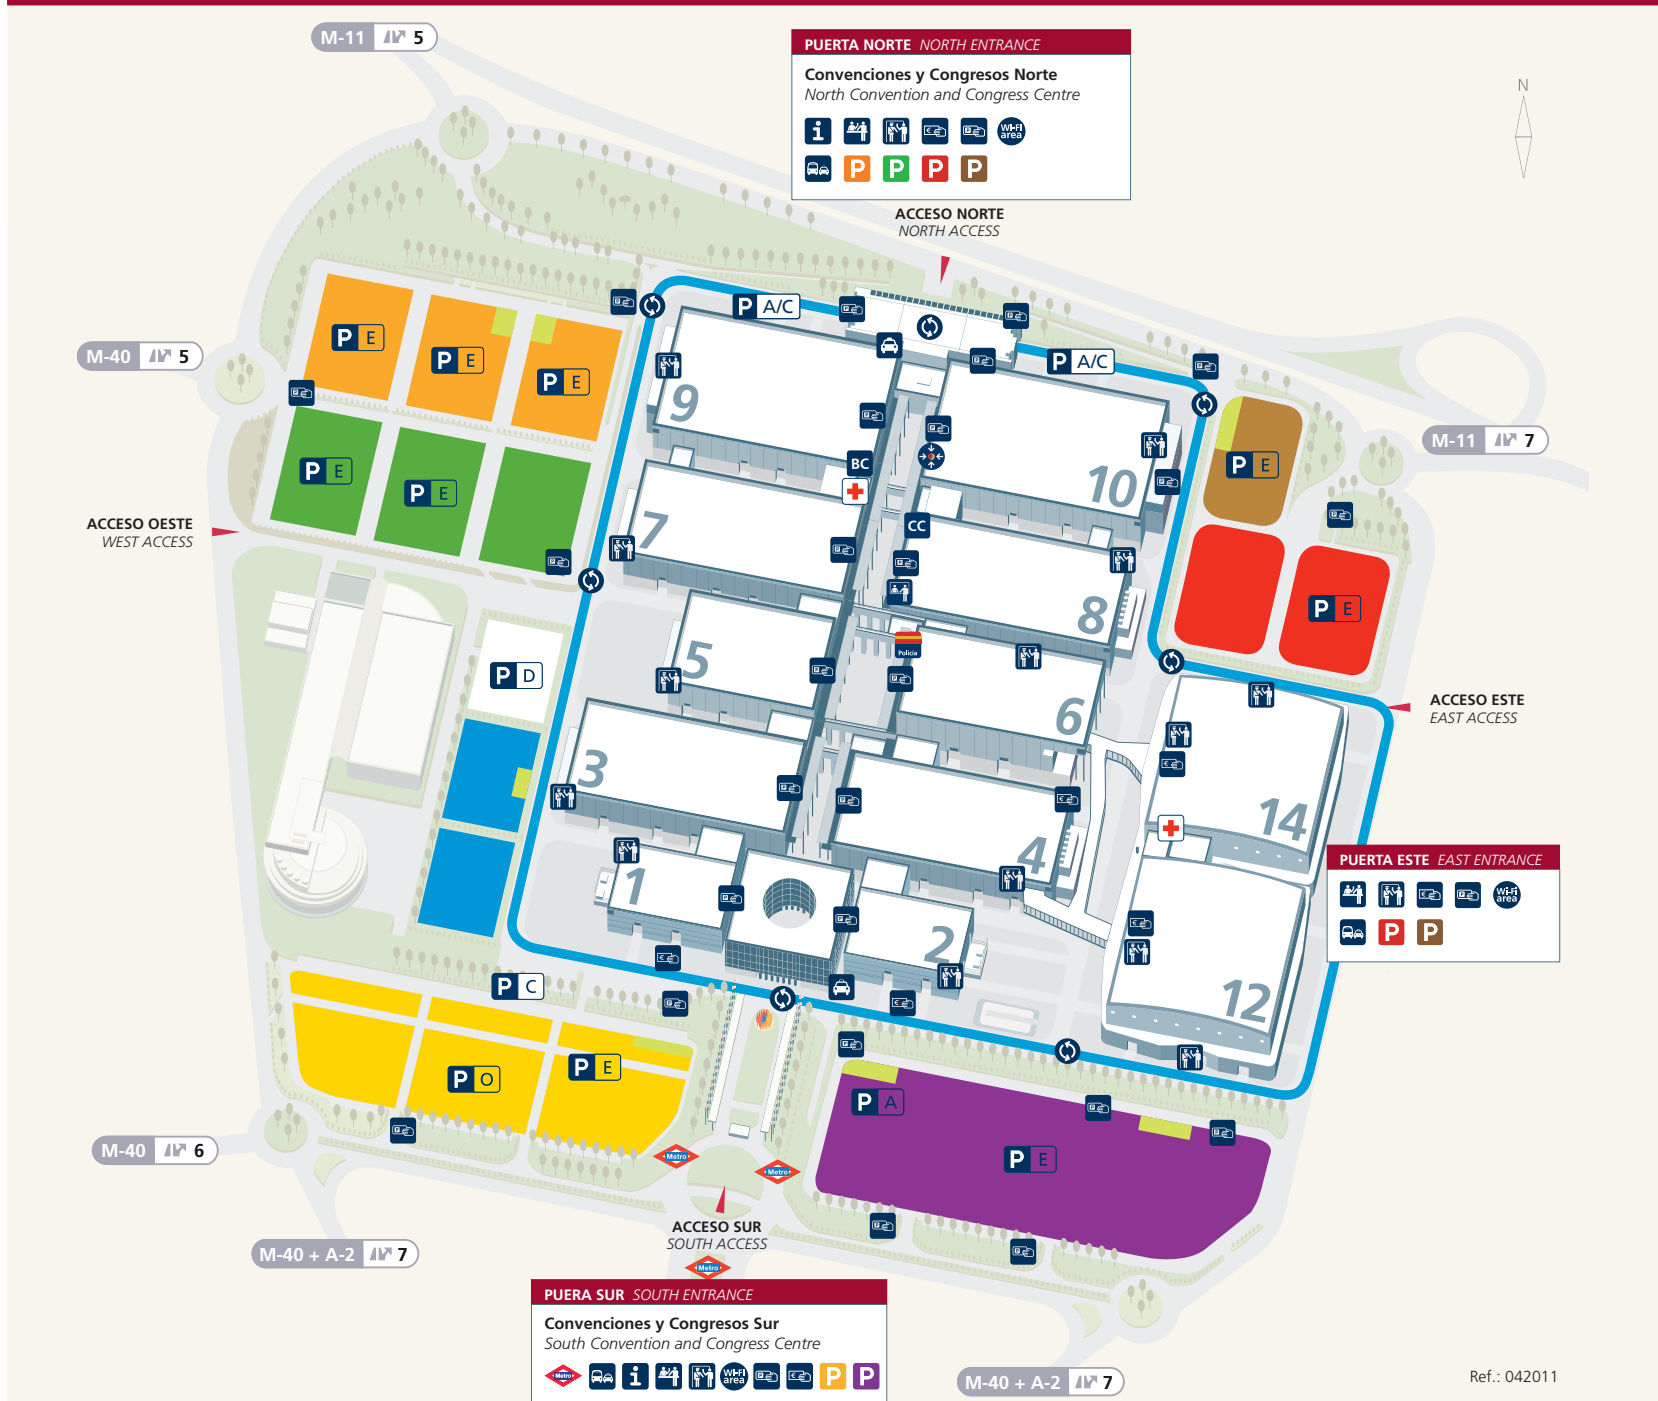 M-11 5
PUERTA NORTE NORTH ENTRANCE
Convenciones y Congresos Norte
North Convention and Congress Centre
i € P Wi-Fi area
P P P P
N
ACCESO NORTE
NORTH ACCESS
P A/C
P A/C
M-40 5
P E
P E
P E
9
10
M-11 7
P E
P E
P E
BC
CC
ACCESO OESTE
WEST ACCESS
7
8
P E
Policía
5
6
P D
ACCESO ESTE
EAST ACCESS
3
4
14
PUERTA ESTE EAST ENTRANCE
€ P Wi-Fi area
P P
1
2
12
P C
P O
P E
P A
P E
M-40 6
Metro
Metro
ACCESO SUR
SOUTH ACCESS
M-40 + A-2 7
Metro
PUERA SUR SOUTH ENTRANCE
Convenciones y Congresos Sur
South Convention and Congress Centre
Metro i Wi-Fi area P € P P
M-40 + A-2 7
Ref.: 042011